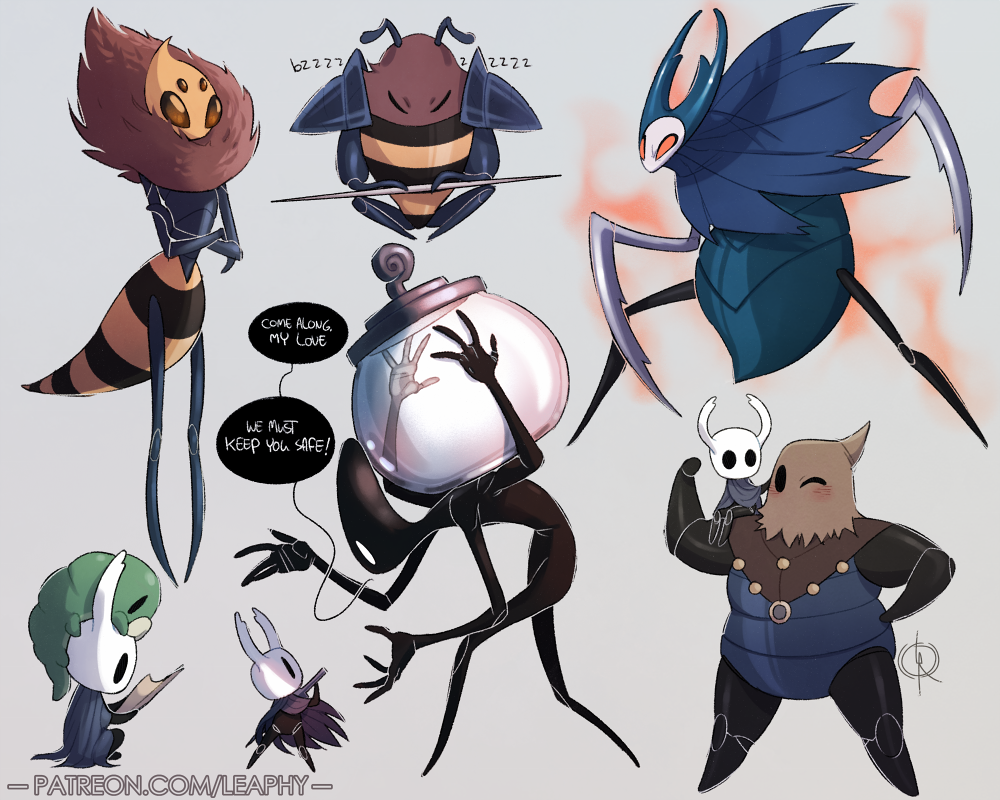 bzzzz zzzzz
COME ALONG,
MY LOVE
WE MUST
KEEP YOU SAFE!
— PATREON.COM/LEAPHY —